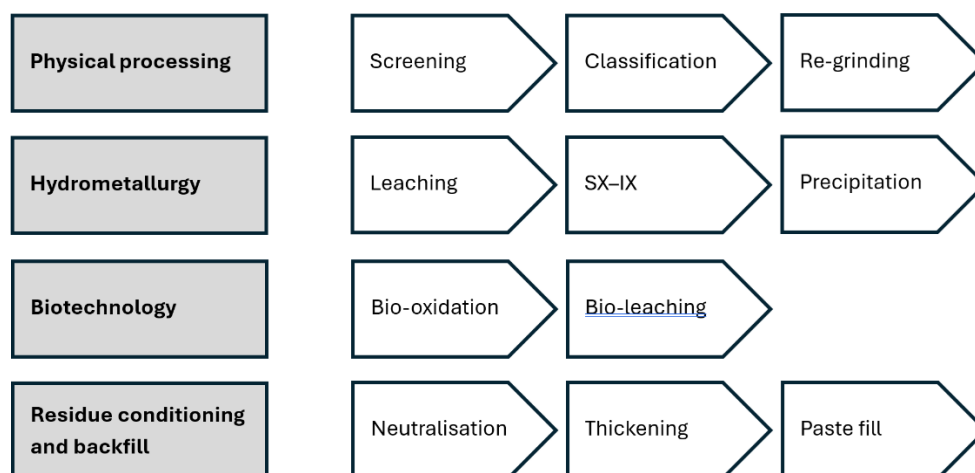 Physical processing
Screening
Classification
Re-grinding
Hydrometallurgy
Leaching
SX–IX
Precipitation
Biotechnology
Bio-oxidation
Bio-leaching
Residue conditioning
and backfill
Neutralisation
Thickening
Paste fill